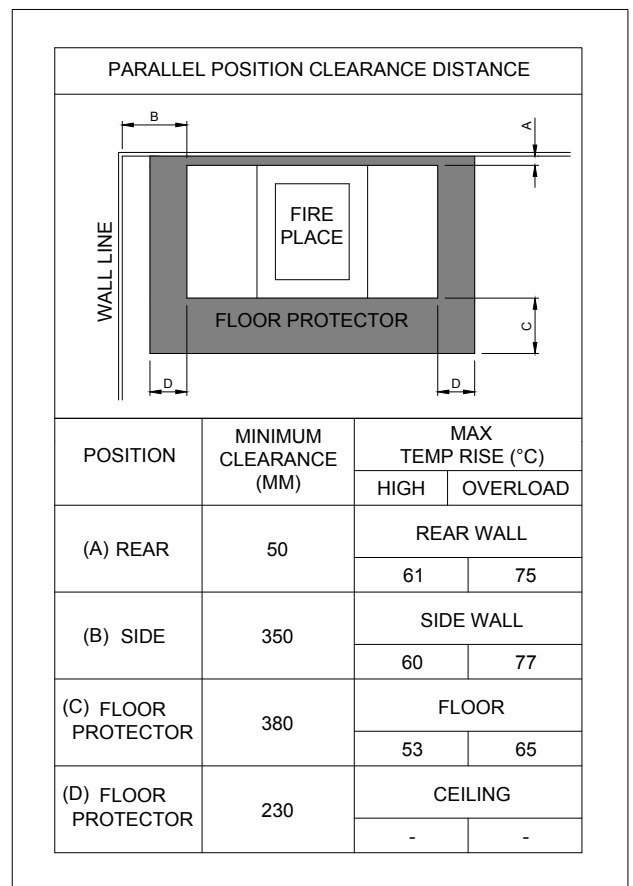 PARALLEL POSITION CLEARANCE DISTANCE
B
A
WALL LINE
FIRE
PLACE
FLOOR PROTECTOR
C
D
D
POSITION
MINIMUM
CLEARANCE
(MM)
MAX
TEMP RISE (°C)
HIGH
OVERLOAD
(A) REAR
50
REAR WALL
61
75
(B) SIDE
350
SIDE WALL
60
77
(C) FLOOR
PROTECTOR
380
FLOOR
53
65
(D) FLOOR
PROTECTOR
230
CEILING
-
-